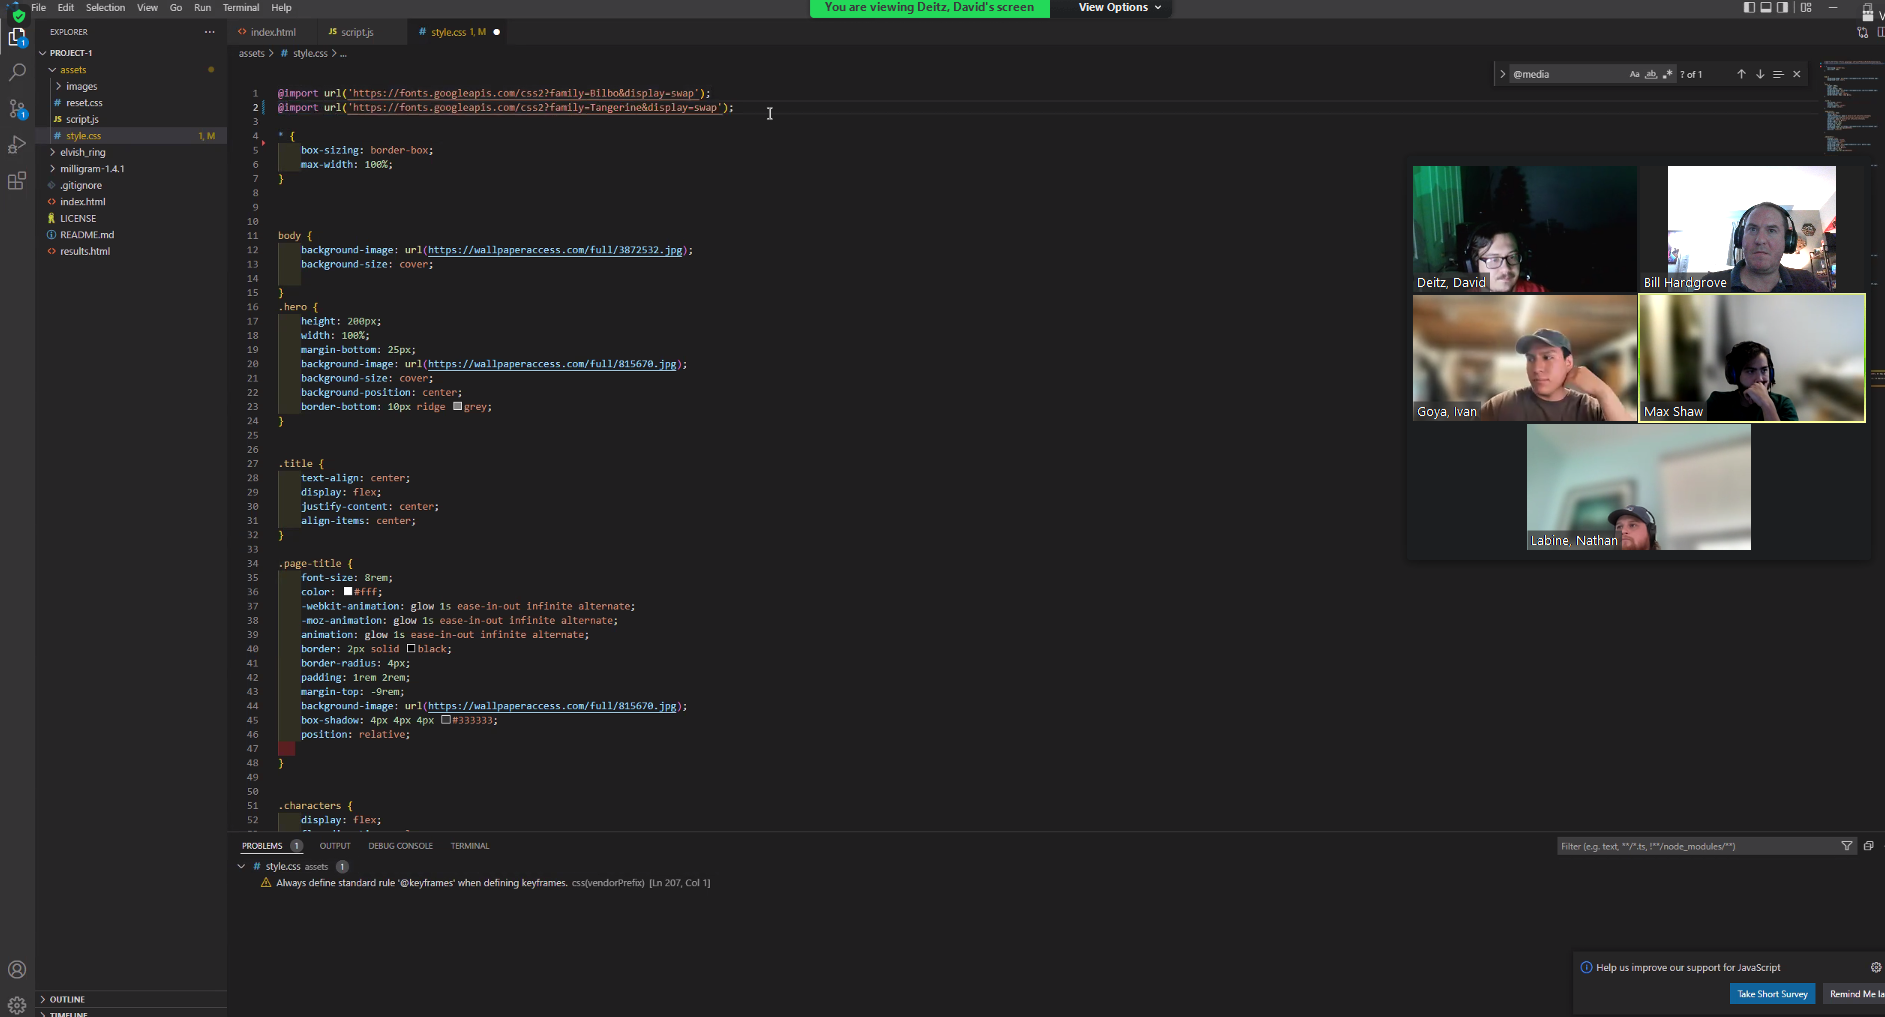 File Edit Selection View Go Run Terminal Help
You are viewing Deitz, David's screen
View Options
EXPLORER
PROJECT-1
assets
images
reset.css
script.js
style.css 1, M
elvish_ring
milligram-1.4.1
.gitignore
index.html
LICENSE
README.md
results.html
OUTLINE
TIMELINE
index.html
script.js
style.css 1, M
assets > # style.css > ...
@media
Aa ab
? of 1
1 @import url('https://fonts.googleapis.com/css2?family=Bilbo&display=swap');
2 @import url('https://fonts.googleapis.com/css2?family=Tangerine&display=swap');
3
4 * {
5 box-sizing: border-box;
6 max-width: 100%;
7 }
8
9
10
11 body {
12 background-image: url(https://wallpaperaccess.com/full/3872532.jpg);
13 background-size: cover;
14
15 }
16 .hero {
17 height: 200px;
18 width: 100%;
19 margin-bottom: 25px;
20 background-image: url(https://wallpaperaccess.com/full/815670.jpg);
21 background-size: cover;
22 background-position: center;
23 border-bottom: 10px ridge grey;
24 }
25
26
27 .title {
28 text-align: center;
29 display: flex;
30 justify-content: center;
31 align-items: center;
32 }
33
34 .page-title {
35 font-size: 8rem;
36 color: #fff;
37 -webkit-animation: glow 1s ease-in-out infinite alternate;
38 -moz-animation: glow 1s ease-in-out infinite alternate;
39 animation: glow 1s ease-in-out infinite alternate;
40 border: 2px solid black;
41 border-radius: 4px;
42 padding: 1rem 2rem;
43 margin-top: -9rem;
44 background-image: url(https://wallpaperaccess.com/full/815670.jpg);
45 box-shadow: 4px 4px 4px #333333;
46 position: relative;
47
48 }
49
50
51 .characters {
52 display: flex;
Deitz, David
Bill Hardgrove
Goya, Ivan
Max Shaw
Labine, Nathan
PROBLEMS 1 OUTPUT DEBUG CONSOLE TERMINAL
Filter (e.g. text, **/*.ts, !**/node_modules/**)
# style.css assets 1
Always define standard rule '@keyframes' when defining keyframes. css(vendorPrefix) [Ln 207, Col 1]
Help us improve our support for JavaScript
Take Short Survey
Remind Me la